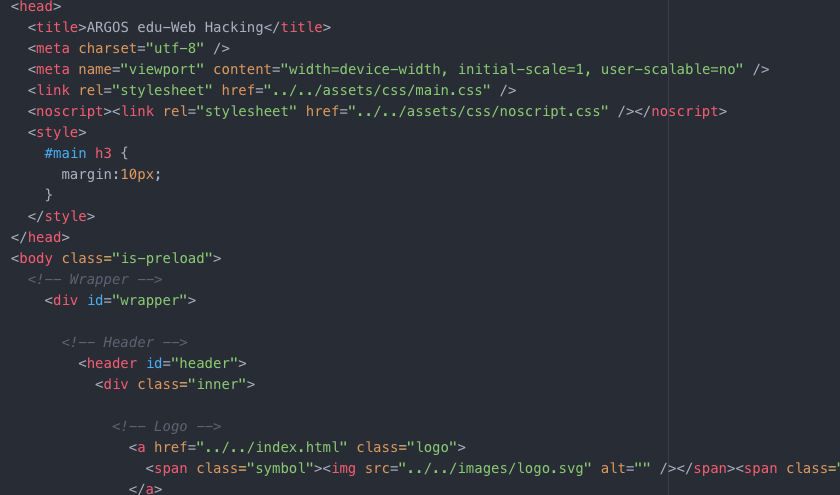 <head>
<title>ARGOS edu-Web Hacking</title>
<meta charset="utf-8" />
<meta name="viewport" content="width=device-width, initial-scale=1, user-scalable=no" />
<link rel="stylesheet" href="../../assets/css/main.css" />
<noscript><link rel="stylesheet" href="../../assets/css/noscript.css" /></noscript>
<style>
#main h3 {
margin:10px;
}
</style>
</head>
<body class="is-preload">
<!-- Wrapper -->
<div id="wrapper">
<!-- Header -->
<header id="header">
<div class="inner">
<!-- Logo -->
<a href="../../index.html" class="logo">
<span class="symbol"><img src="../../images/logo.svg" alt="" /></span><span class="
</a>